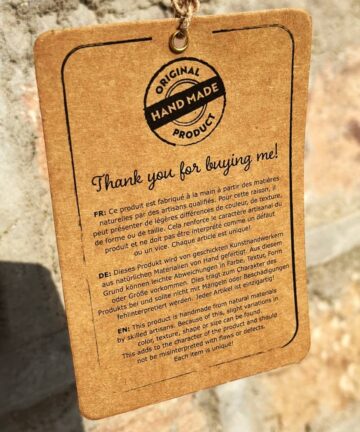 ORIGINAL
HAND MADE
PRODUCT
Thank you for buying me!
FR: Ce produit est fabriqué à la main à partir des matières
naturelles par des artisans qualifiés. Pour cette raison, il
peut présenter de légères différences de couleur, de texture,
de forme ou de taille. Cela renforce le caractère artisanal du
produit et ne doit pas être interprété comme un défaut
ou un vice. Chaque article est unique!
DE: Dieses Produkt wird von geschickten Kunsthandwerkern
aus natürlichen Materialien von Hand gefertigt. Aus diesem
Grund können leichte Abweichungen in Farbe, Textur, Form
oder Größe vorkommen. Dies trägt zum Charakter des
Produkts bei und sollte nicht mit Mängeln oder Beschädigungen
fehlinterpretiert werden. Jeder Artikel ist einzigartig!
EN: This product is handmade from natural materials
by skilled artisans. Because of this, slight variations in
color, texture, shape or size can be found.
This adds to the character of the product and should
not be misinterpreted with flaws or defects.
Each item is unique!